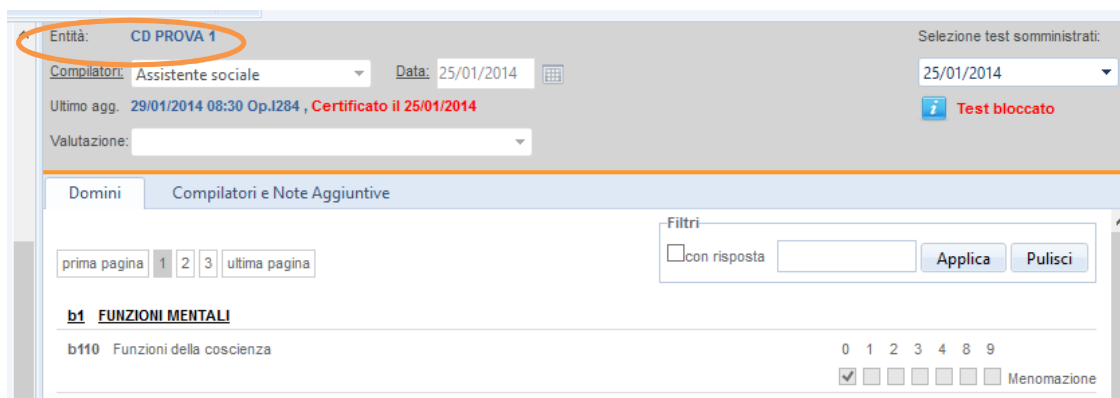 Entità: CD PROVA 1 Selezione test somministrati:
Compilatori: Assistente sociale Data: 25/01/2014 25/01/2014
Ultimo agg. 29/01/2014 08:30 Op.I284 , Certificato il 25/01/2014 i Test bloccato
Valutazione:
Domini Compilatori e Note Aggiuntive
Filtri
prima pagina 1 2 3 ultima pagina con risposta Applica Pulisci
b1 FUNZIONI MENTALI
b110 Funzioni della coscienza 0 1 2 3 4 8 9
Menomazione